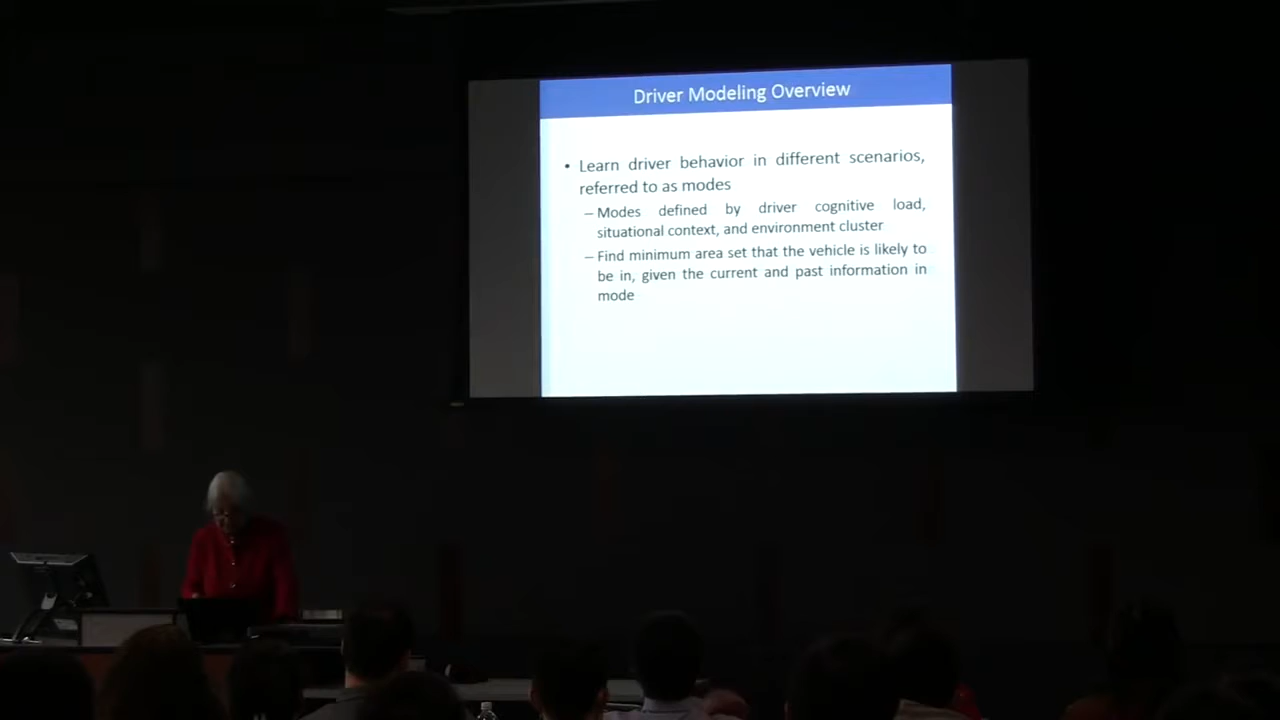 Driver Modeling Overview
• Learn driver behavior in different scenarios,
referred to as modes
– Modes defined by driver cognitive load,
situational context, and environment cluster
– Find minimum area set that the vehicle is likely to
be in, given the current and past information in
mode